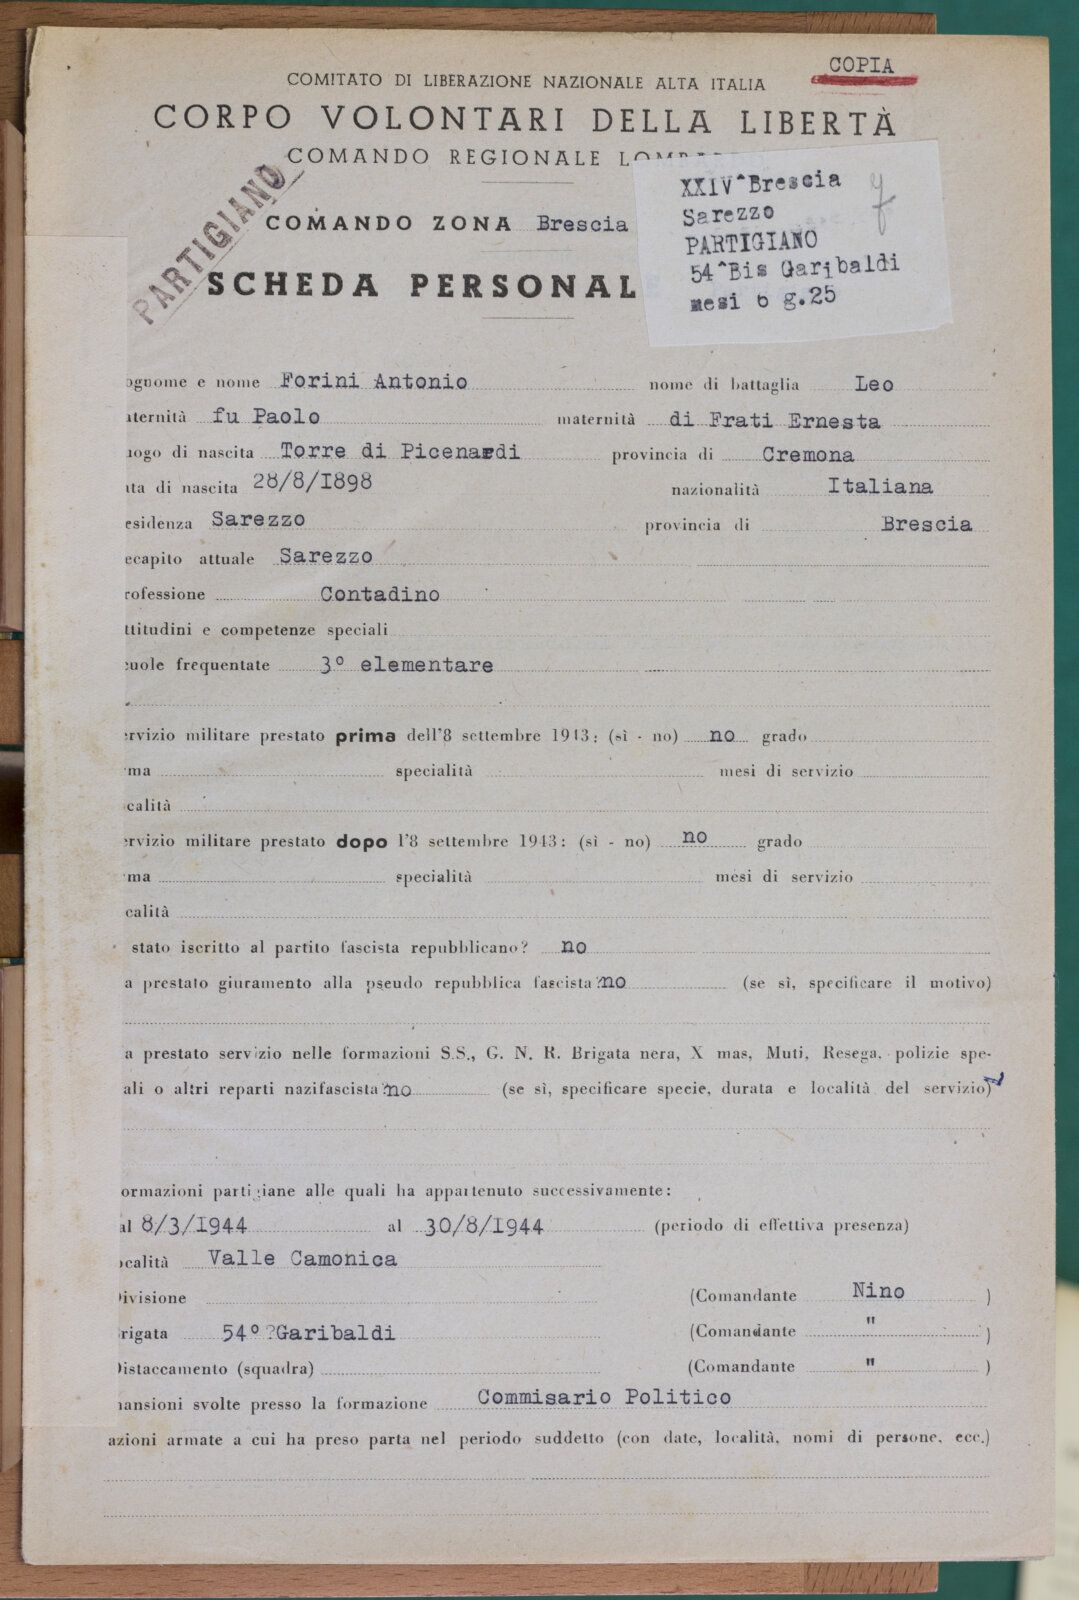 COPIA
COMITATO DI LIBERAZIONE NAZIONALE ALTA ITALIA
CORPO VOLONTARI DELLA LIBERTÀ
COMANDO REGIONALE
PARTIGIANO
COMANDO ZONA Brescia
SCHEDA PERSONAL
XXIV^Brescia
Sarezzo
PARTIGIANO
54^Bis Garibaldi
mesi 6 g.25
ognome e nome Forini Antonio nome di battaglia Leo
aternità fu Paolo maternità di Frati Ernesta
uogo di nascita Torre di Picenardi provincia di Cremona
ata di nascita 28/8/1898 nazionalità Italiana
esidenza Sarezzo provincia di Brescia
ecapito attuale Sarezzo
rofessione Contadino
ttitudini e competenze speciali
cuole frequentate 3° elementare
ervizio militare prestato prima dell'8 settembre 1943: (sì - no) no grado
ma specialità mesi di servizio
calità
ervizio militare prestato dopo l'8 settembre 1943: (sì - no) no grado
ma specialità mesi di servizio
calità
stato iscritto al partito fascista repubblicano? no
a prestato giuramento alla pseudo repubblica fascista? no (se sì, specificare il motivo)
a prestato servizio nelle formazioni S.S., G. N. R. Brigata nera, X mas, Muti, Resega, polizie spe-
ali o altri reparti nazifascista? no (se sì, specificare specie, durata e località del servizio)
ormazioni partigiane alle quali ha appartenuto successivamente:
al 8/3/1944 al 30/8/1944 (periodo di effettiva presenza)
ocalità Valle Camonica
Divisione (Comandante Nino )
rigata 54°?Garibaldi (Comandante " )
Distaccamento (squadra) (Comandante " )
mansioni svolte presso la formazione Commisario Politico
azioni armate a cui ha preso parta nel periodo suddetto (con date, località, nomi di persone, ecc.)